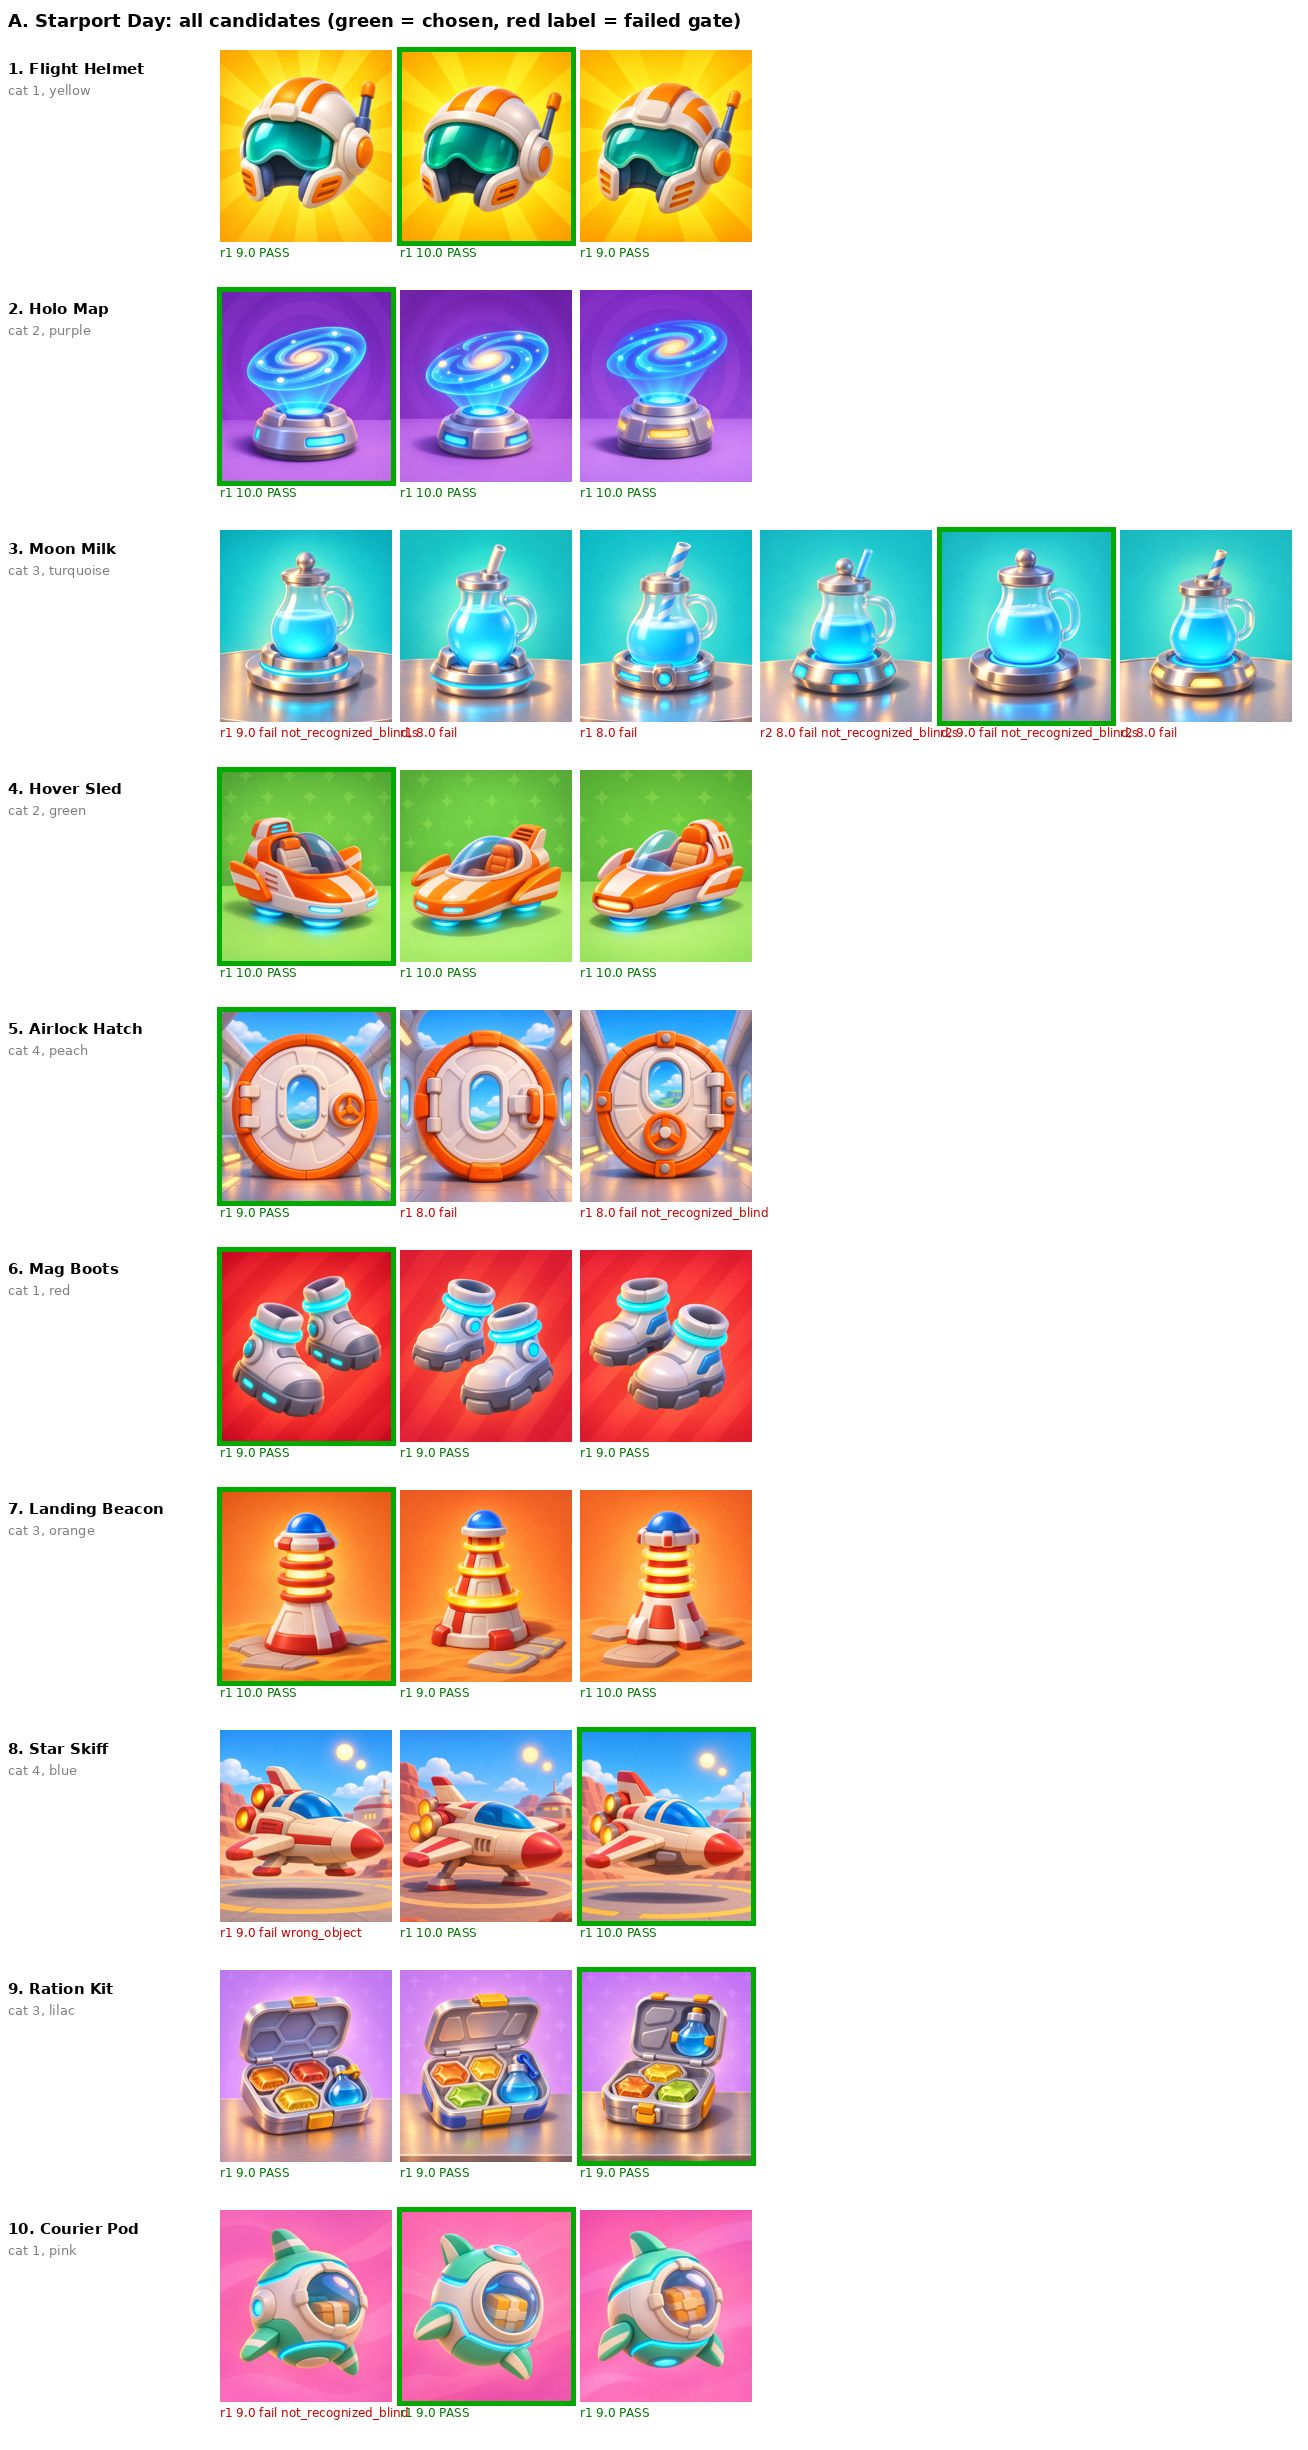 A. Starport Day: all candidates (green = chosen, red label = failed gate)
1. Flight Helmet
cat 1, yellow
r1 9.0 PASS
r1 10.0 PASS
r1 9.0 PASS
2. Holo Map
cat 2, purple
r1 10.0 PASS
r1 10.0 PASS
r1 10.0 PASS
3. Moon Milk
cat 3, turquoise
r1 9.0 fail not_recognized_blind,s
r1 8.0 fail
r1 8.0 fail
r2 8.0 fail not_recognized_blind,s
r2 9.0 fail not_recognized_blind,s
r2 8.0 fail
4. Hover Sled
cat 2, green
r1 10.0 PASS
r1 10.0 PASS
r1 10.0 PASS
5. Airlock Hatch
cat 4, peach
r1 9.0 PASS
r1 8.0 fail
r1 8.0 fail not_recognized_blind
6. Mag Boots
cat 1, red
r1 9.0 PASS
r1 9.0 PASS
r1 9.0 PASS
7. Landing Beacon
cat 3, orange
r1 10.0 PASS
r1 9.0 PASS
r1 10.0 PASS
8. Star Skiff
cat 4, blue
r1 9.0 fail wrong_object
r1 10.0 PASS
r1 10.0 PASS
9. Ration Kit
cat 3, lilac
r1 9.0 PASS
r1 9.0 PASS
r1 9.0 PASS
10. Courier Pod
cat 1, pink
r1 9.0 fail not_recognized_blind
r1 9.0 PASS
r1 9.0 PASS